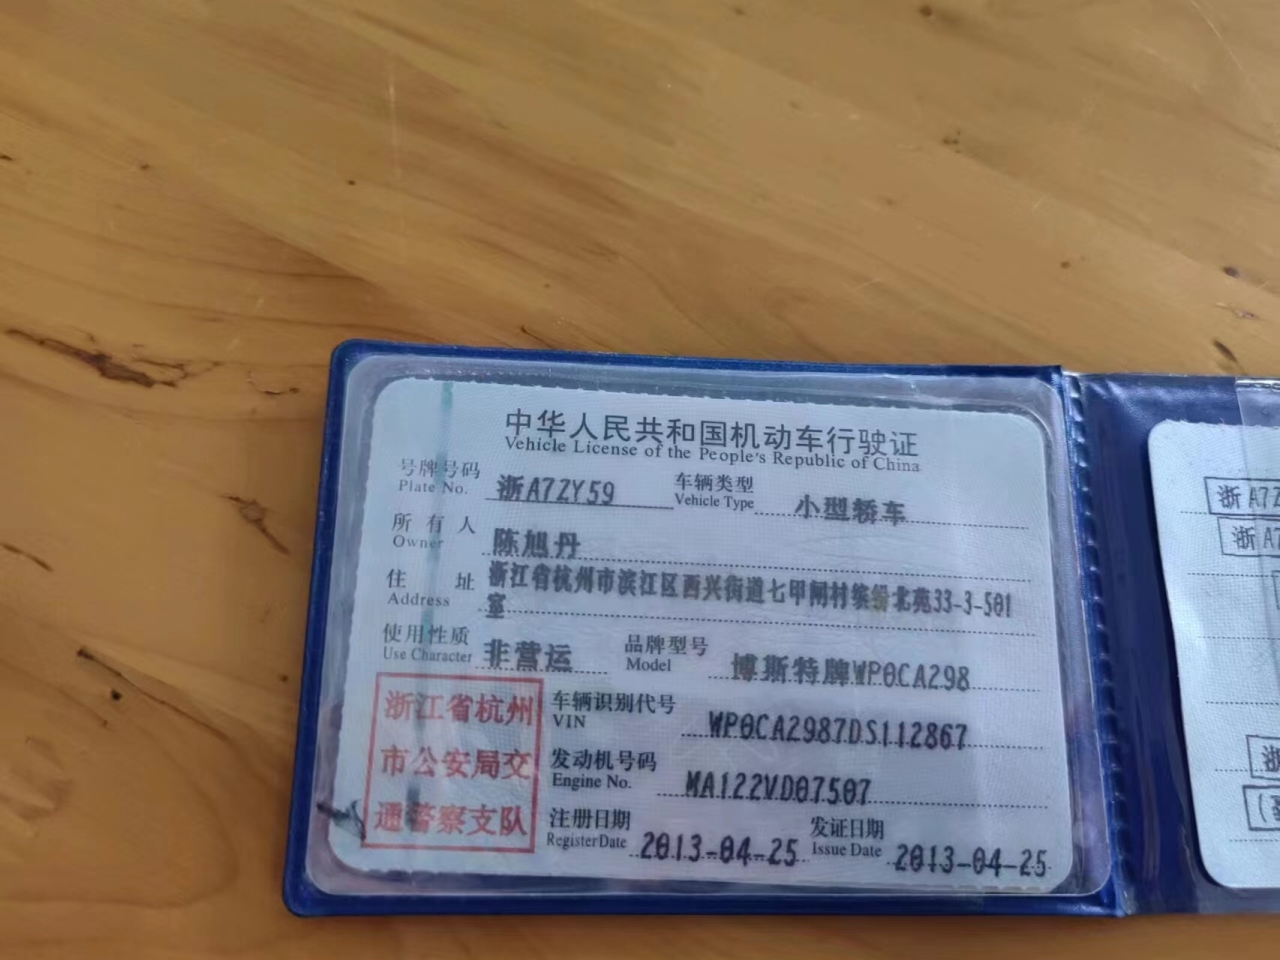 中华人民共和国机动车行驶证
Vehicle License of the People's Republic of China
号牌号码 浙A7ZY59 车辆类型 小型轿车
Plate No. Vehicle Type
所有人 陈旭丹
Owner
住址 浙江省杭州市滨江区西兴街道七甲闸村缤纷北苑33-3-501
Address 室
使用性质 非营运 品牌型号 博斯特牌WP0CA298
Use Character Model
浙江省杭州
市公安局交
通警察支队
车辆识别代号 WP0CA2987DS112867
VIN
发动机号码 MA122VD07507
Engine No.
注册日期 2013-04-25 发证日期 2013-04-25
Register Date Issue Date
浙A7Z
浙A7